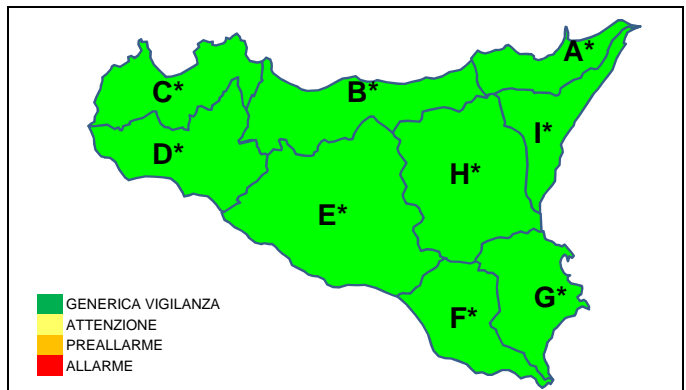 A*
C*
B*
I*
D*
H*
E*
G*
F*
GENERICA VIGILANZA
ATTENZIONE
PREALLARME
ALLARME